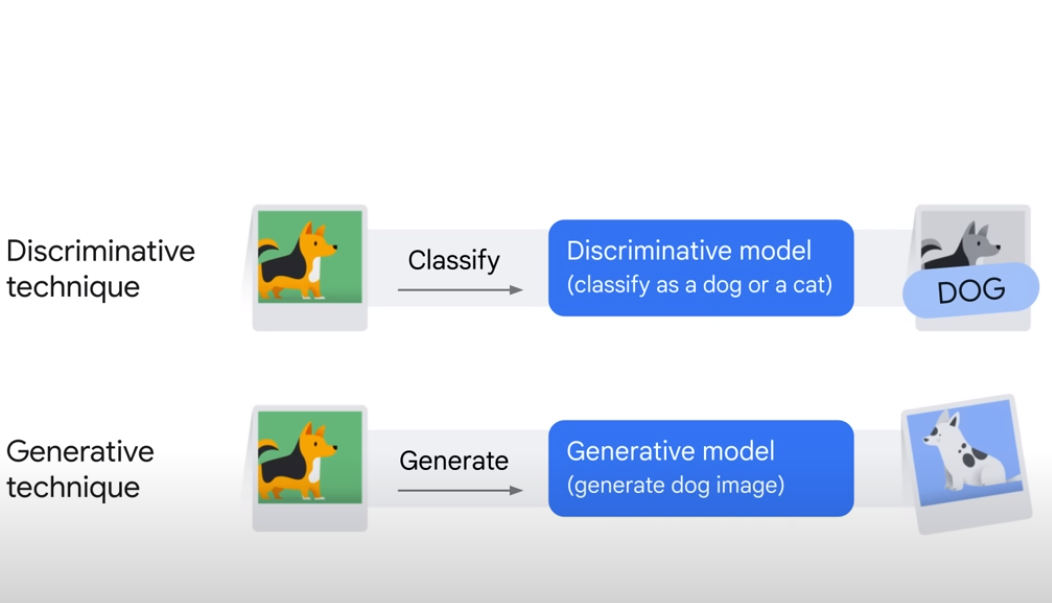 Discriminative
technique
Classify
Discriminative model
(classify as a dog or a cat)
DOG
Generative
technique
Generate
Generative model
(generate dog image)